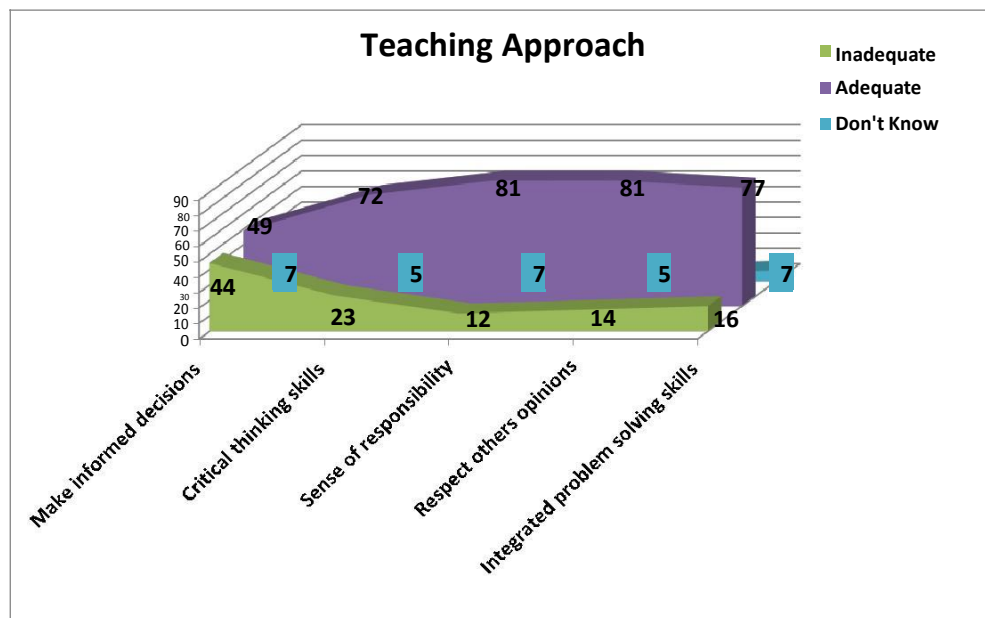 Teaching Approach
Inadequate
Adequate
Don't Know
90
80
70
60
50
40
30
20
10
0
49 72 81 81 77
7 5 7 5 7
44 23 12 14 16
Make informed decisions
Critical thinking skills
Sense of responsibility
Respect others opinions
Integrated problem solving skills